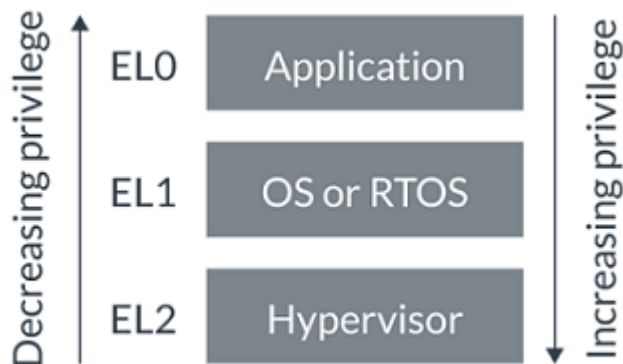 Decreasing privilege
EL0
Application
EL1
OS or RTOS
EL2
Hypervisor
Increasing privilege